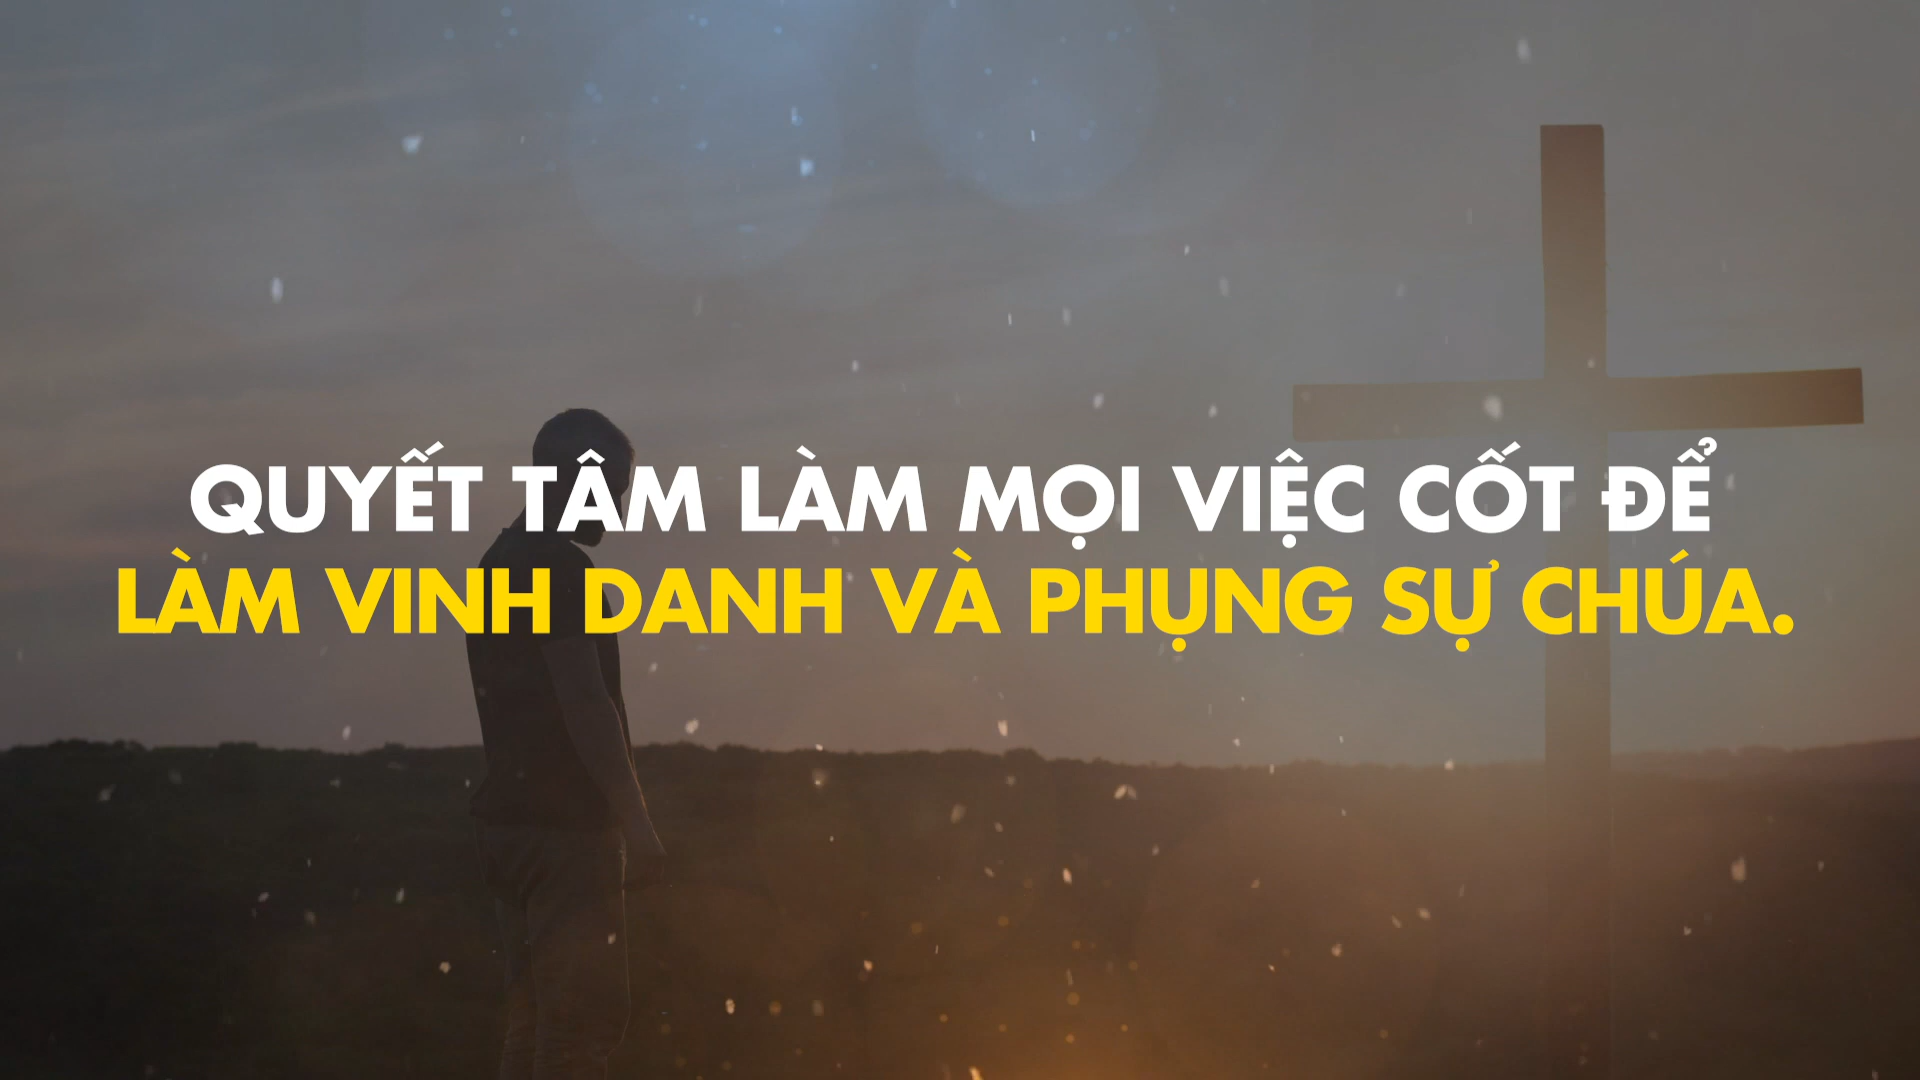 QUYẾT TÂM LÀM MỌI VIỆC CỐT ĐỂ
LÀM VINH DANH VÀ PHỤNG SỰ CHÚA.